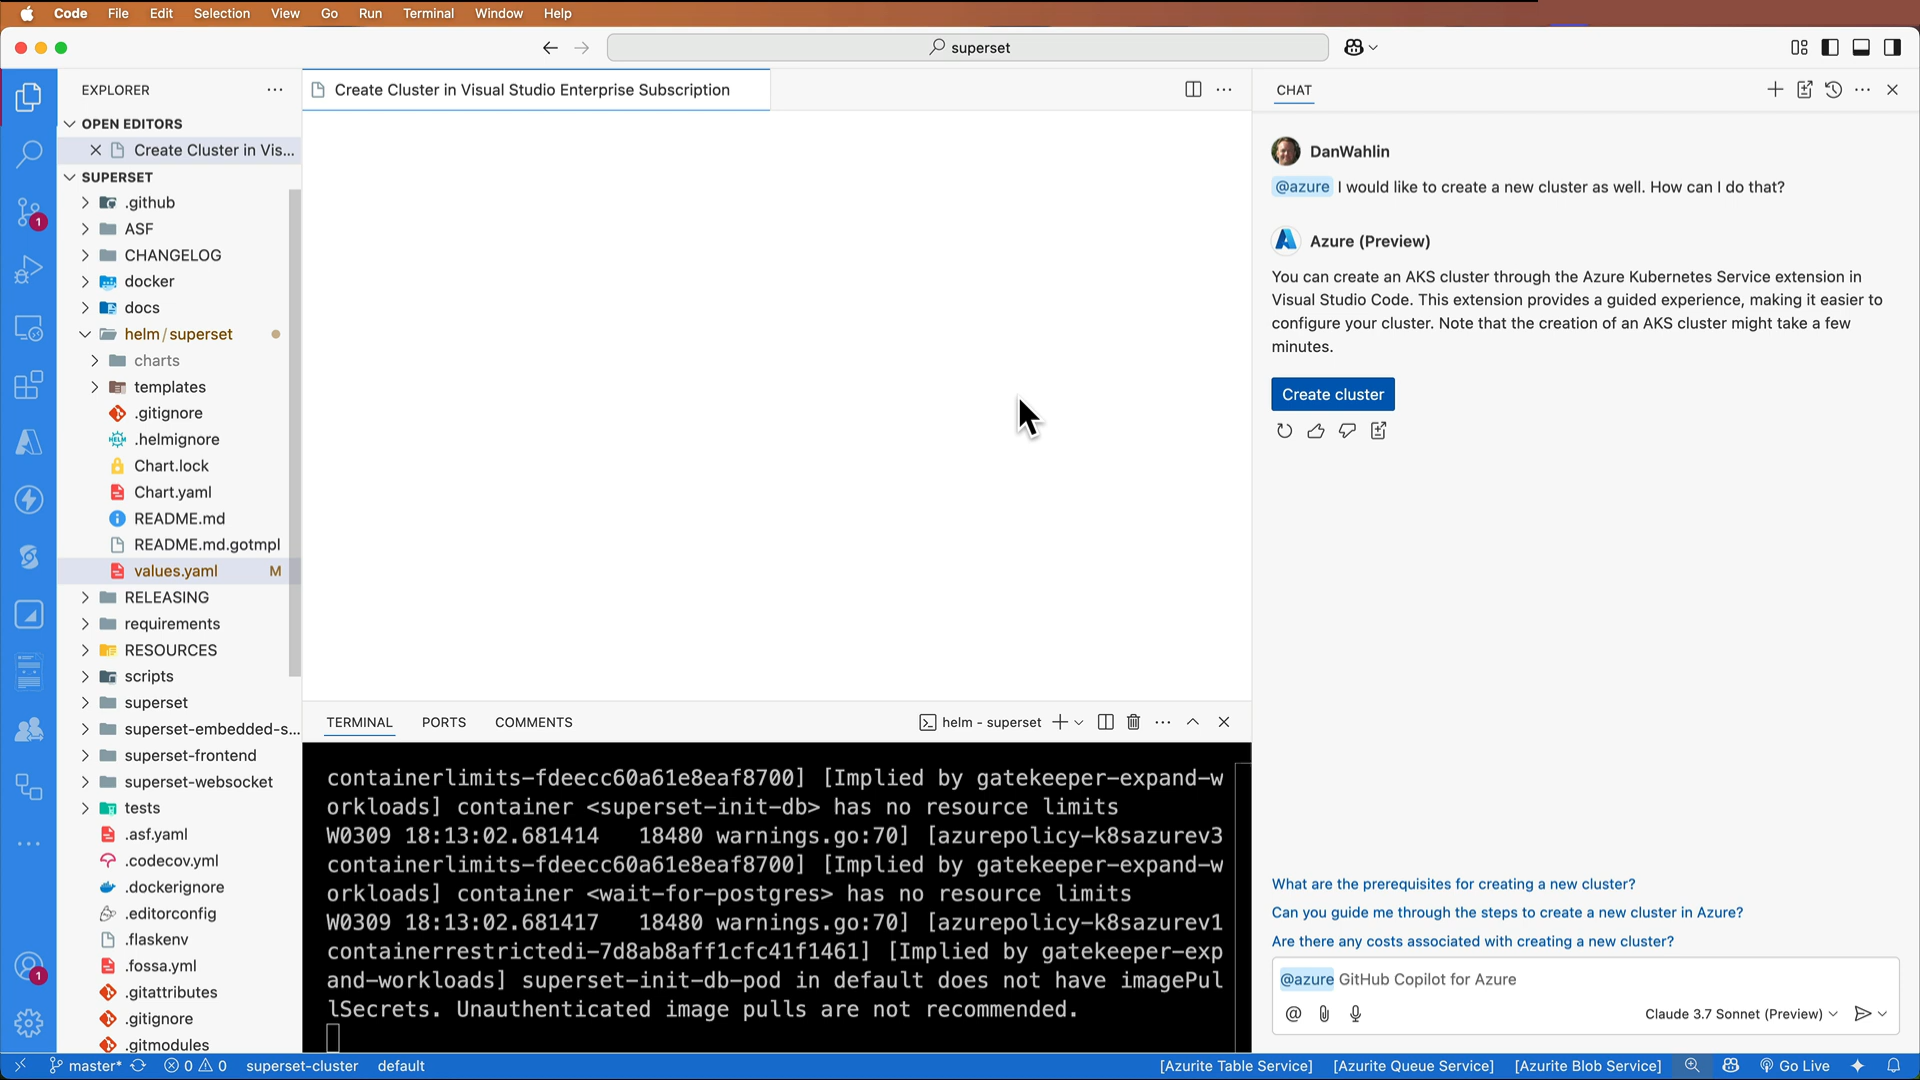 Code File Edit Selection View Go Run Terminal Window Help
superset
EXPLORER
OPEN EDITORS
Create Cluster in Vis...
SUPERSET
.github
ASF
CHANGELOG
docker
docs
helm / superset
charts
templates
.gitignore
HELM .helmignore
Chart.lock
Chart.yaml
README.md
README.md.gotmpl
values.yaml M
RELEASING
requirements
RESOURCES
scripts
superset
superset-embedded-s...
superset-frontend
superset-websocket
tests
.asf.yaml
.codecov.yml
.dockerignore
.editorconfig
.flaskenv
.fossa.yml
.gitattributes
.gitignore
.gitmodules
1
1
Create Cluster in Visual Studio Enterprise Subscription
TERMINAL PORTS COMMENTS
helm - superset
containerlimits-fdeecc60a61e8eaf8700] [Implied by gatekeeper-expand-w
orkloads] container <superset-init-db> has no resource limits
W0309 18:13:02.681414   18480 warnings.go:70] [azurepolicy-k8sazurev3
containerlimits-fdeecc60a61e8eaf8700] [Implied by gatekeeper-expand-w
orkloads] container <wait-for-postgres> has no resource limits
W0309 18:13:02.681417   18480 warnings.go:70] [azurepolicy-k8sazurev1
containerrestrictedi-7d8ab8aff1cfc41f1461] [Implied by gatekeeper-exp
and-workloads] superset-init-db-pod in default does not have imagePul
lSecrets. Unauthenticated image pulls are not recommended.
CHAT
DanWahlin
@azure I would like to create a new cluster as well. How can I do that?
Azure (Preview)
You can create an AKS cluster through the Azure Kubernetes Service extension in
Visual Studio Code. This extension provides a guided experience, making it easier to
configure your cluster. Note that the creation of an AKS cluster might take a few
minutes.
Create cluster
What are the prerequisites for creating a new cluster?
Can you guide me through the steps to create a new cluster in Azure?
Are there any costs associated with creating a new cluster?
@azure GitHub Copilot for Azure
Claude 3.7 Sonnet (Preview)
master* 0 0 superset-cluster default [Azurite Table Service] [Azurite Queue Service] [Azurite Blob Service] Go Live